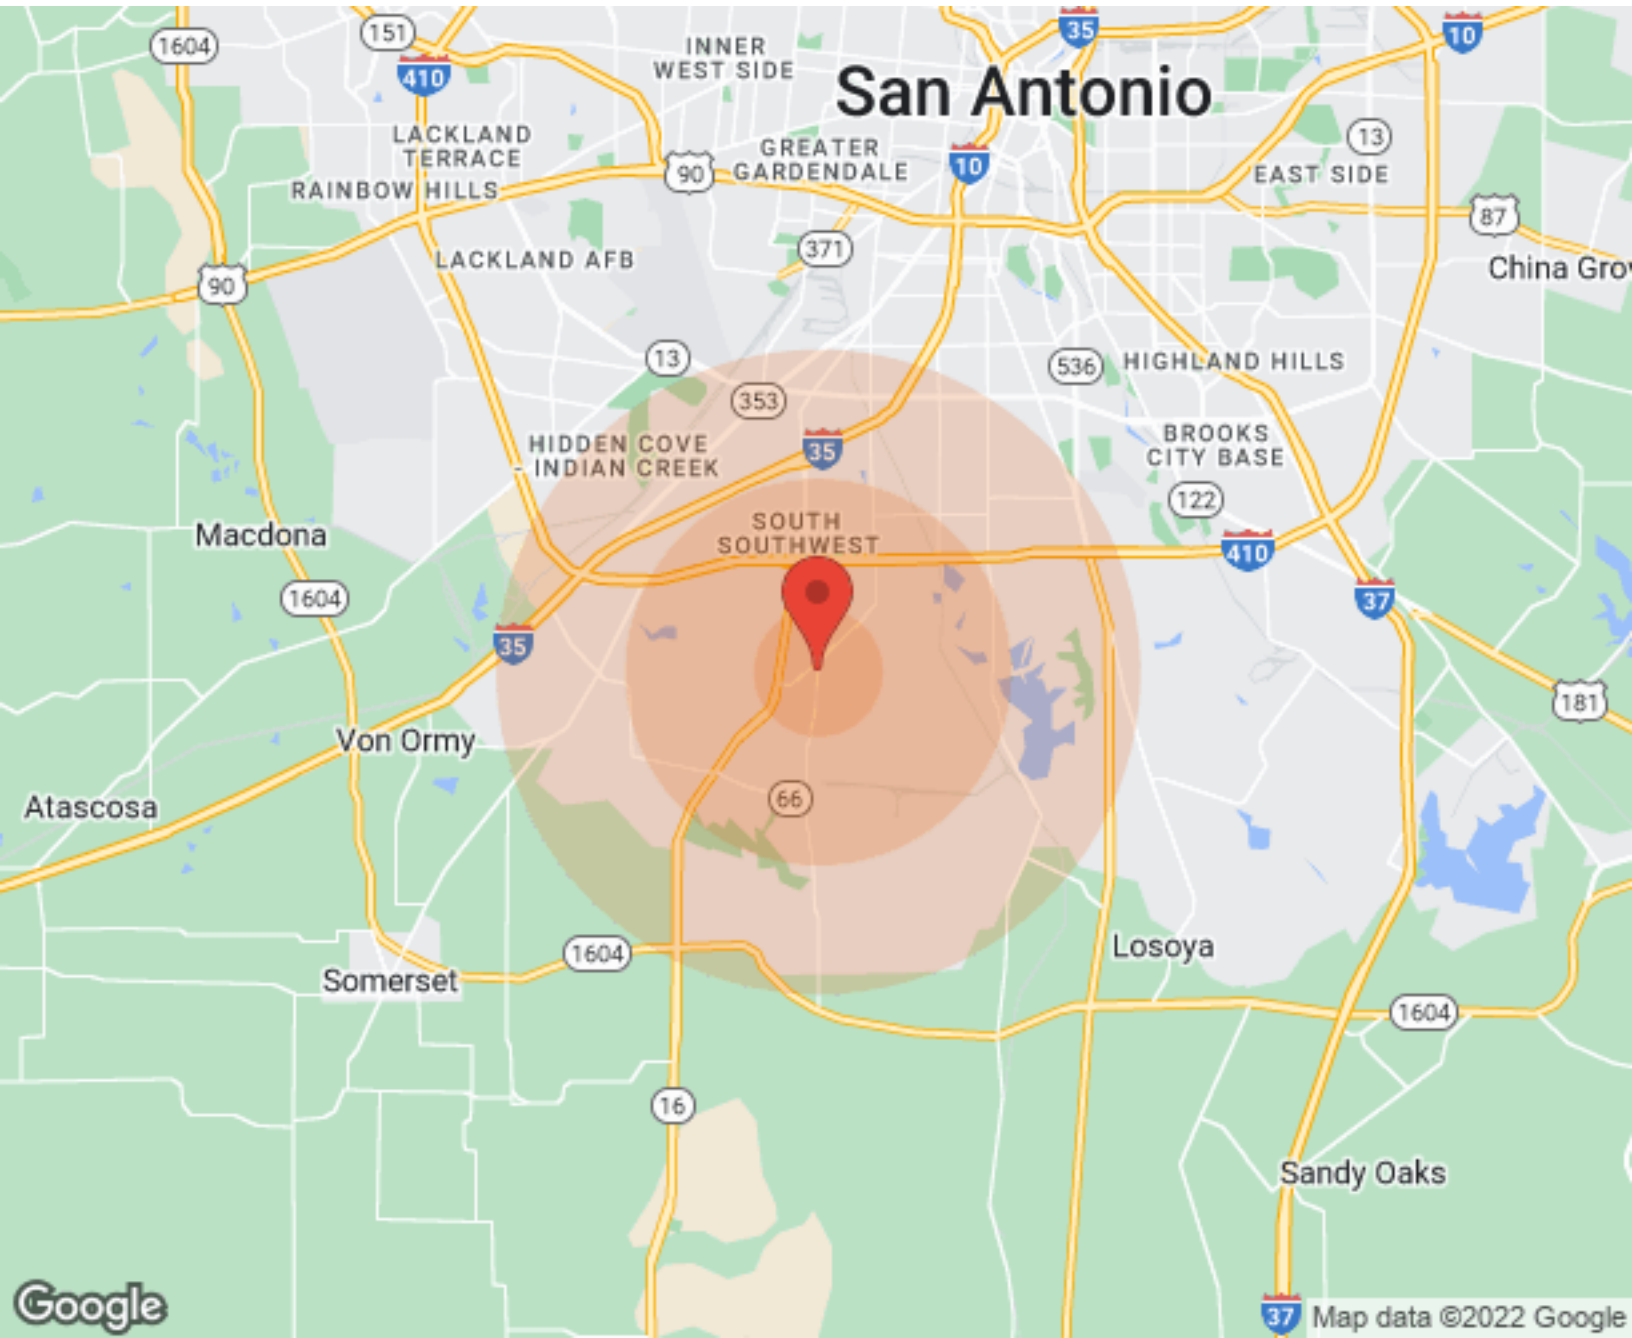 1604
151
35
10
410
INNER
WEST SIDE
San Antonio
LACKLAND
TERRACE
GREATER
GARDENDALE
13
10
90
EAST SIDE
RAINBOW HILLS
87
371
LACKLAND AFB
China Grov
90
13
536
HIGHLAND HILLS
353
HIDDEN COVE
- INDIAN CREEK
35
BROOKS
CITY BASE
122
SOUTH
SOUTHWEST
Macdona
410
1604
37
35
181
Von Ormy
66
Atascosa
1604
Losoya
Somerset
1604
16
Sandy Oaks
Google
37
Map data ©2022 Google